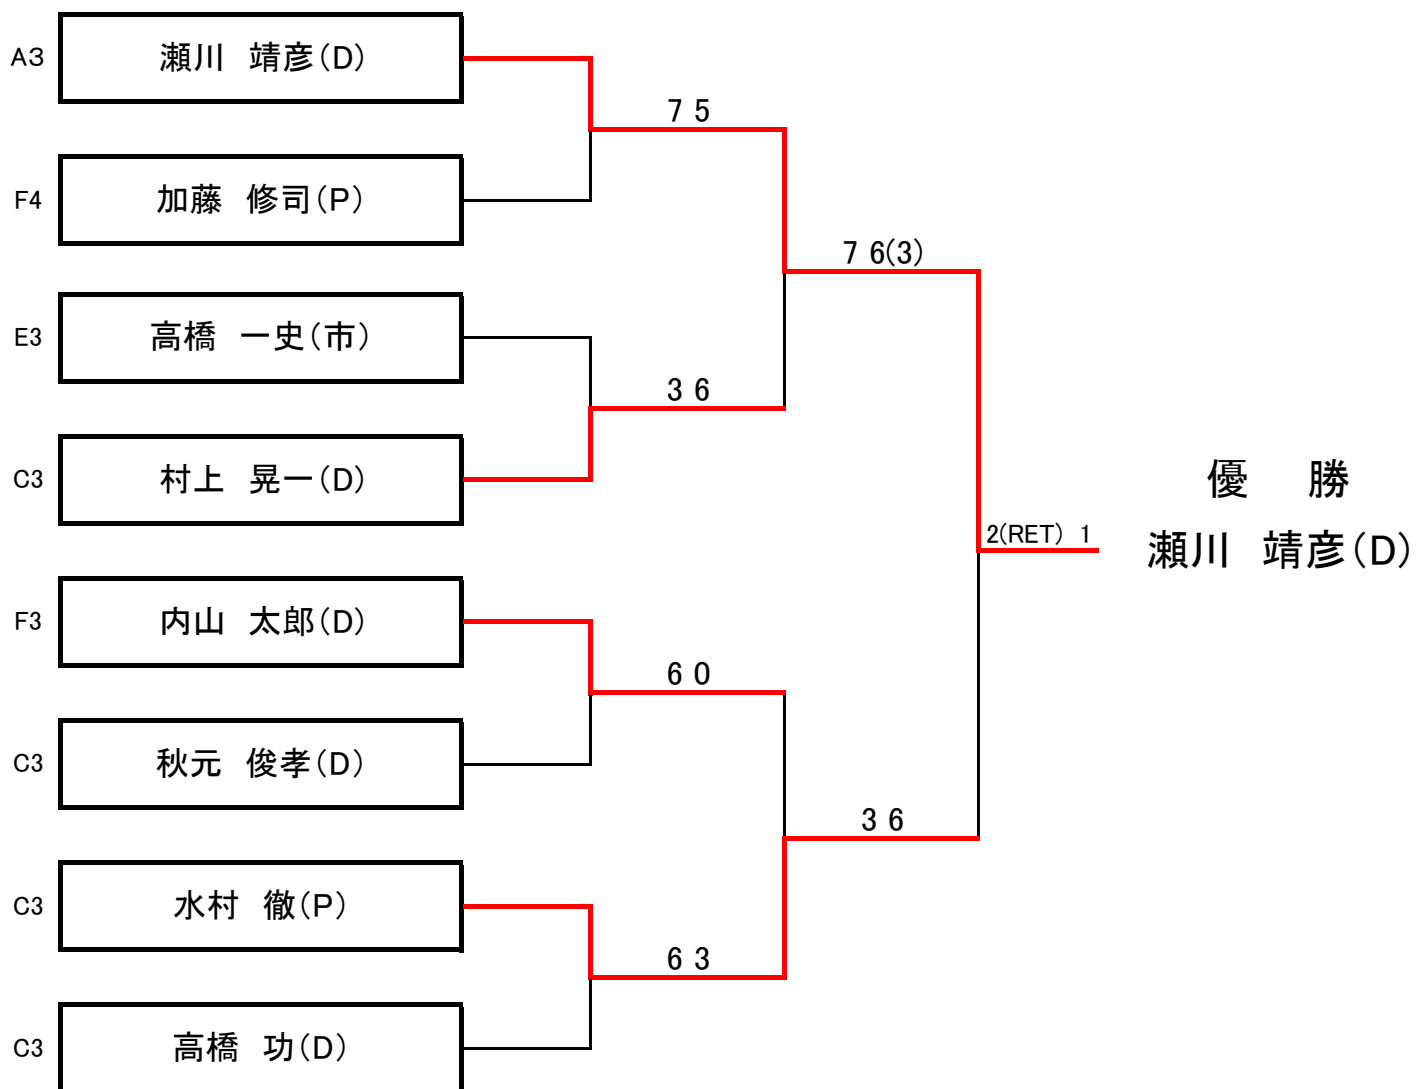 A3 瀬川 靖彦(D)
7 5
F4 加藤 修司(P)
7 6(3)
E3 高橋 一史(市)
3 6
C3 村上 晃一(D)
優 勝
2(RET) 1
瀬川 靖彦(D)
F3 内山 太郎(D)
6 0
C3 秋元 俊孝(D)
3 6
C3 水村 徹(P)
6 3
C3 高橋 功(D)